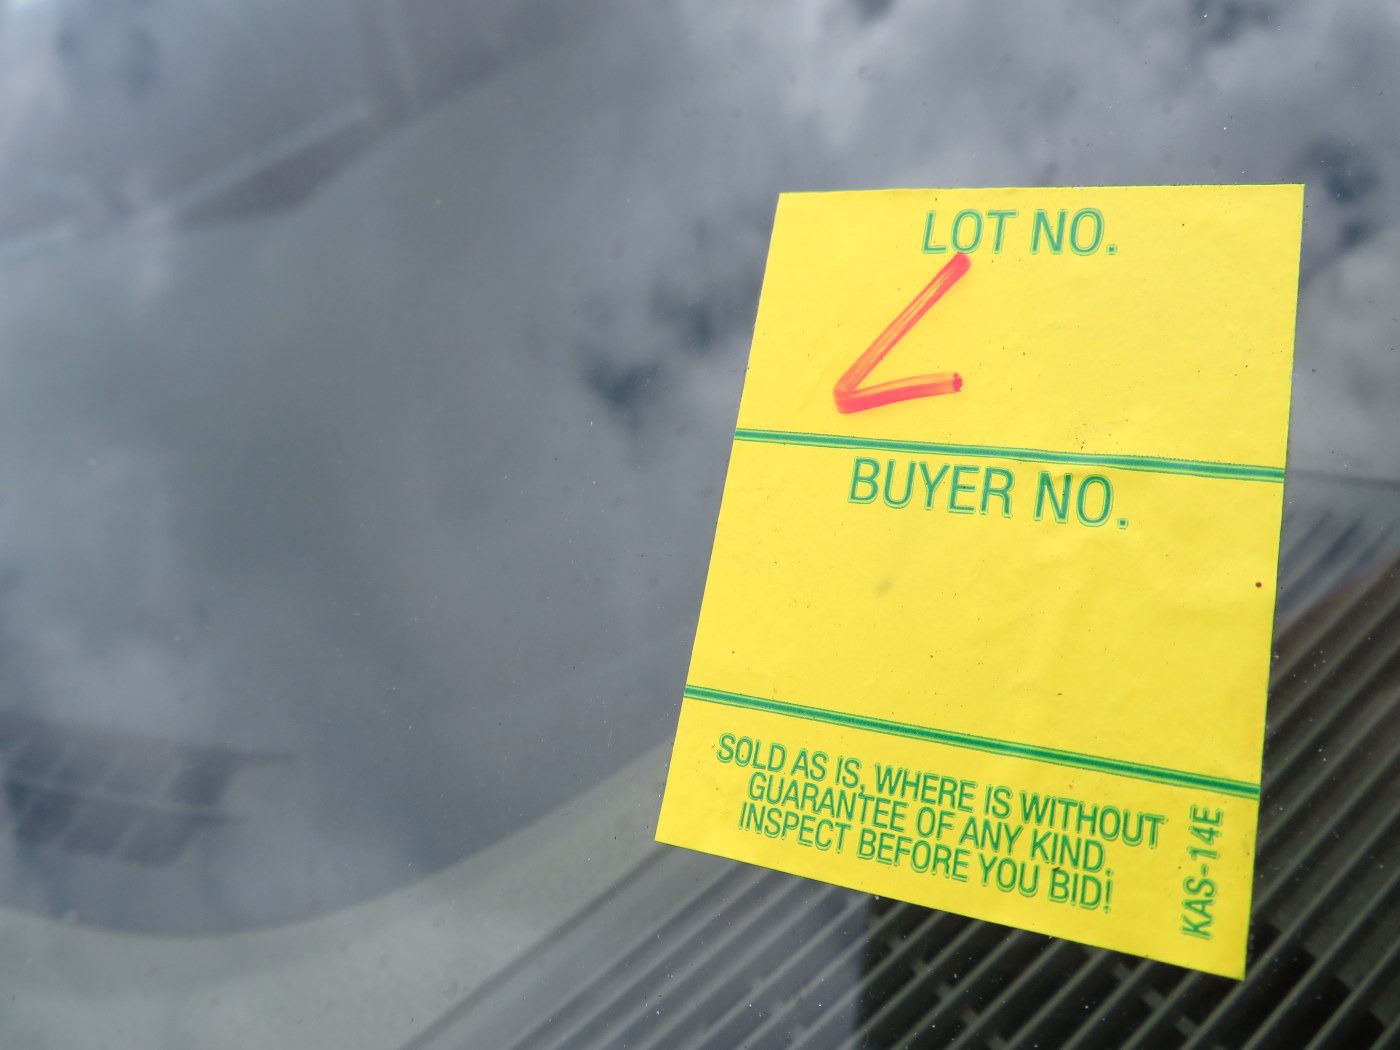 LOT NO.
BUYER NO.
SOLD AS IS, WHERE IS WITHOUT
GUARANTEE OF ANY KIND.
INSPECT BEFORE YOU BID!
KAS-14E